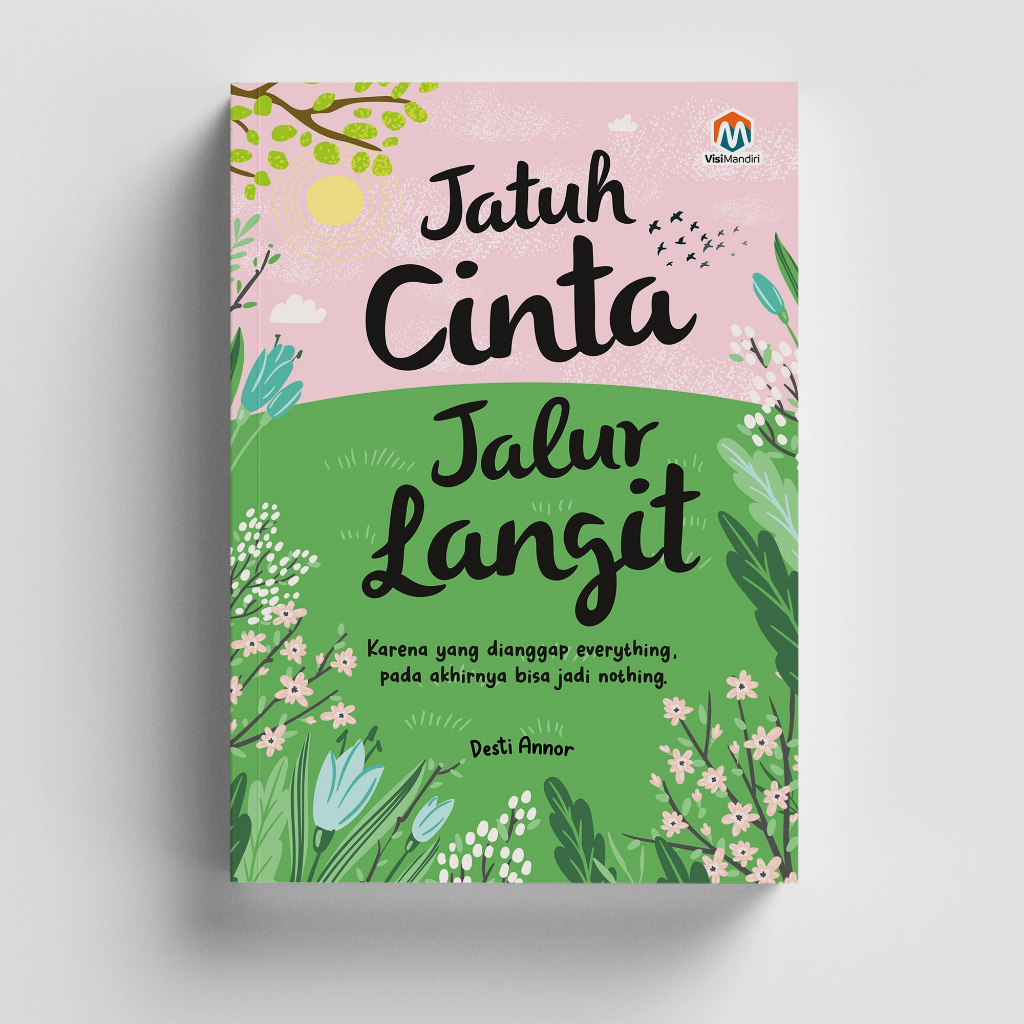 VisiMandiri
Jatuh
Cinta
Jalur
Langit
Karena yang dianggap everything,
pada akhirnya bisa jadi nothing.
Desti Annor